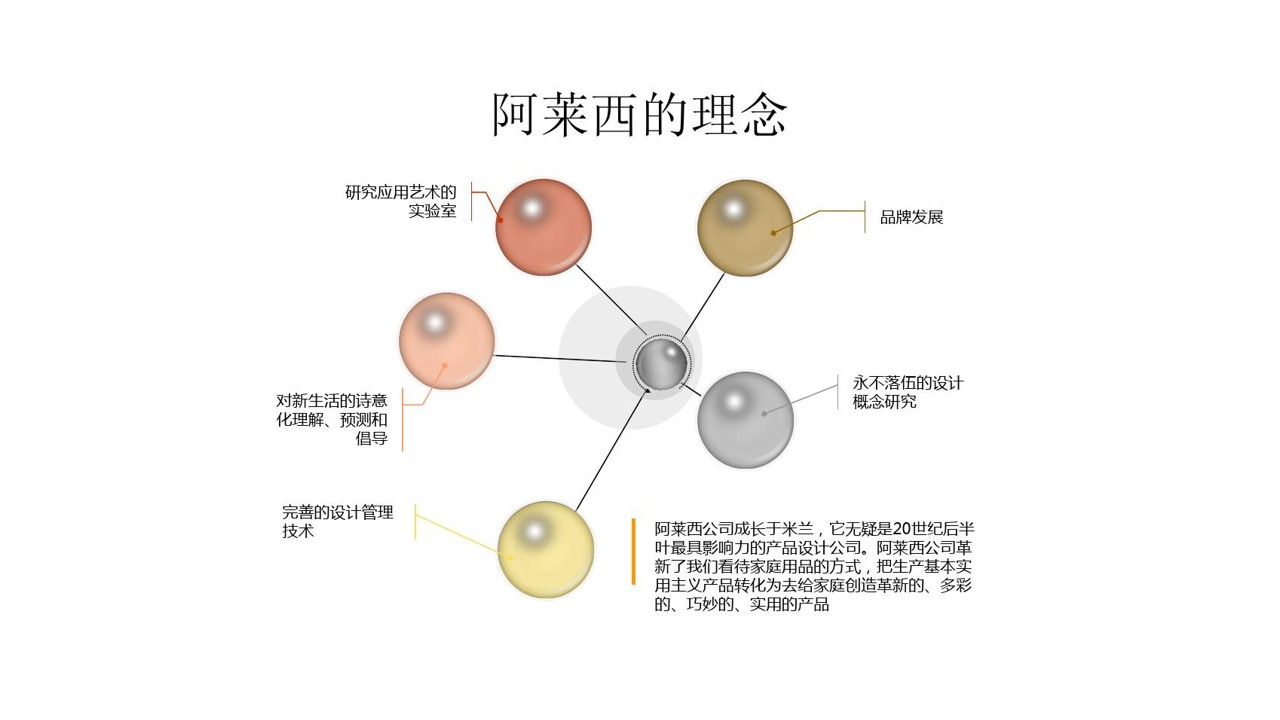 阿莱西的理念
研究应用艺术的
实验室
品牌发展
对新生活的诗意
化理解、预测和
倡导
永不落伍的设计
概念研究
完善的设计管理
技术
阿莱西公司成长于米兰，它无疑是20世纪后半
叶最具影响力的产品设计公司。阿莱西公司革
新了我们看待家庭用品的方式，把生产基本实
用主义产品转化为去给家庭创造革新的、多彩
的、巧妙的、实用的产品